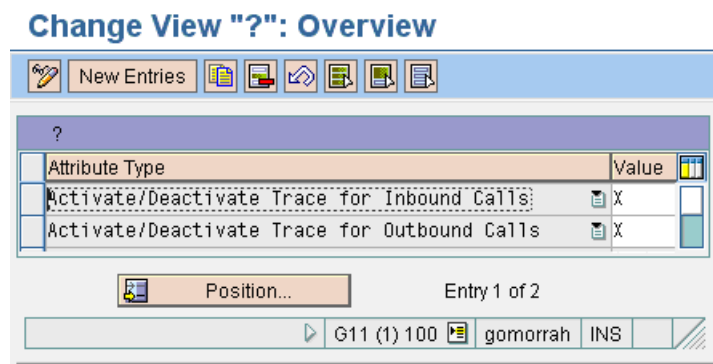 Change View "?": Overview
New Entries
?
Attribute Type Value
Activate/Deactivate Trace for Inbound Calls X
Activate/Deactivate Trace for Outbound Calls X
Position... Entry 1 of 2
G11 (1) 100 gomorrah INS